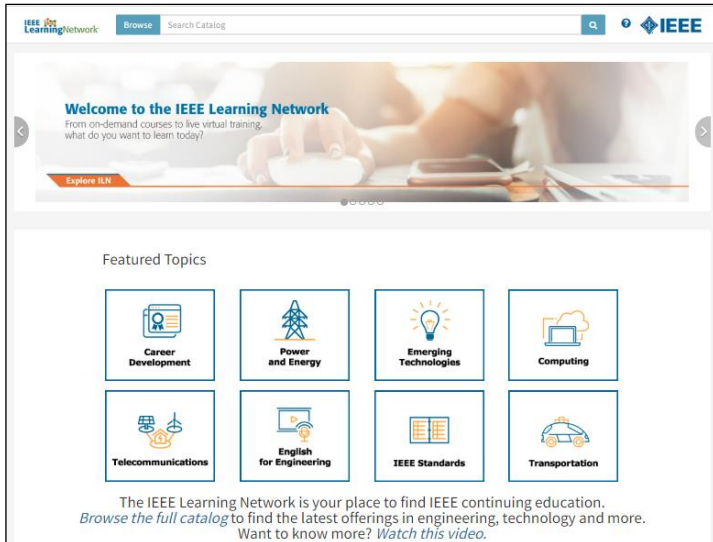 IEEE
LearningNetwork
Browse
Search Catalog
IEEE
Welcome to the IEEE Learning Network
From on-demand courses to live virtual training,
what do you want to learn today?
Explore ILN
Featured Topics
Career
Development
Power
and Energy
Emerging
Technologies
Computing
Telecommunications
English
for Engineering
IEEE Standards
Transportation
The IEEE Learning Network is your place to find IEEE continuing education.
Browse the full catalog to find the latest offerings in engineering, technology and more.
Want to know more? Watch this video.